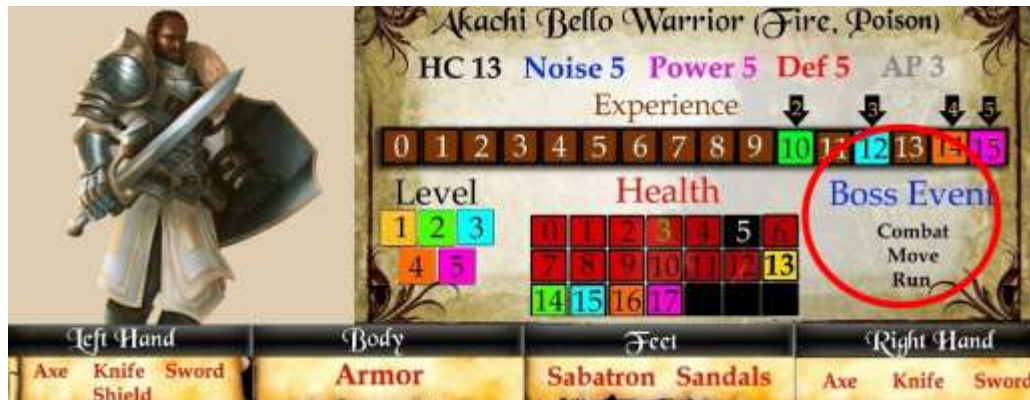 Akachi Bello Warrior (Fire, Poison)
HC 13 Noise 5 Power 5 Def 5 AP 3
Experience
2 3 4 5
0 1 2 3 4 5 6 7 8 9 10 11 12 13 14 15
Level
1 2 3
4 5
Health
0 1 2 3 4 5 6
7 8 9 10 11 12 13
14 15 16 17
Boss Event
Combat
Move
Run
Left Hand
Axe Knife Sword
Shield
Body
Armor
Feet
Sabatron Sandals
Right Hand
Axe Knife Sword